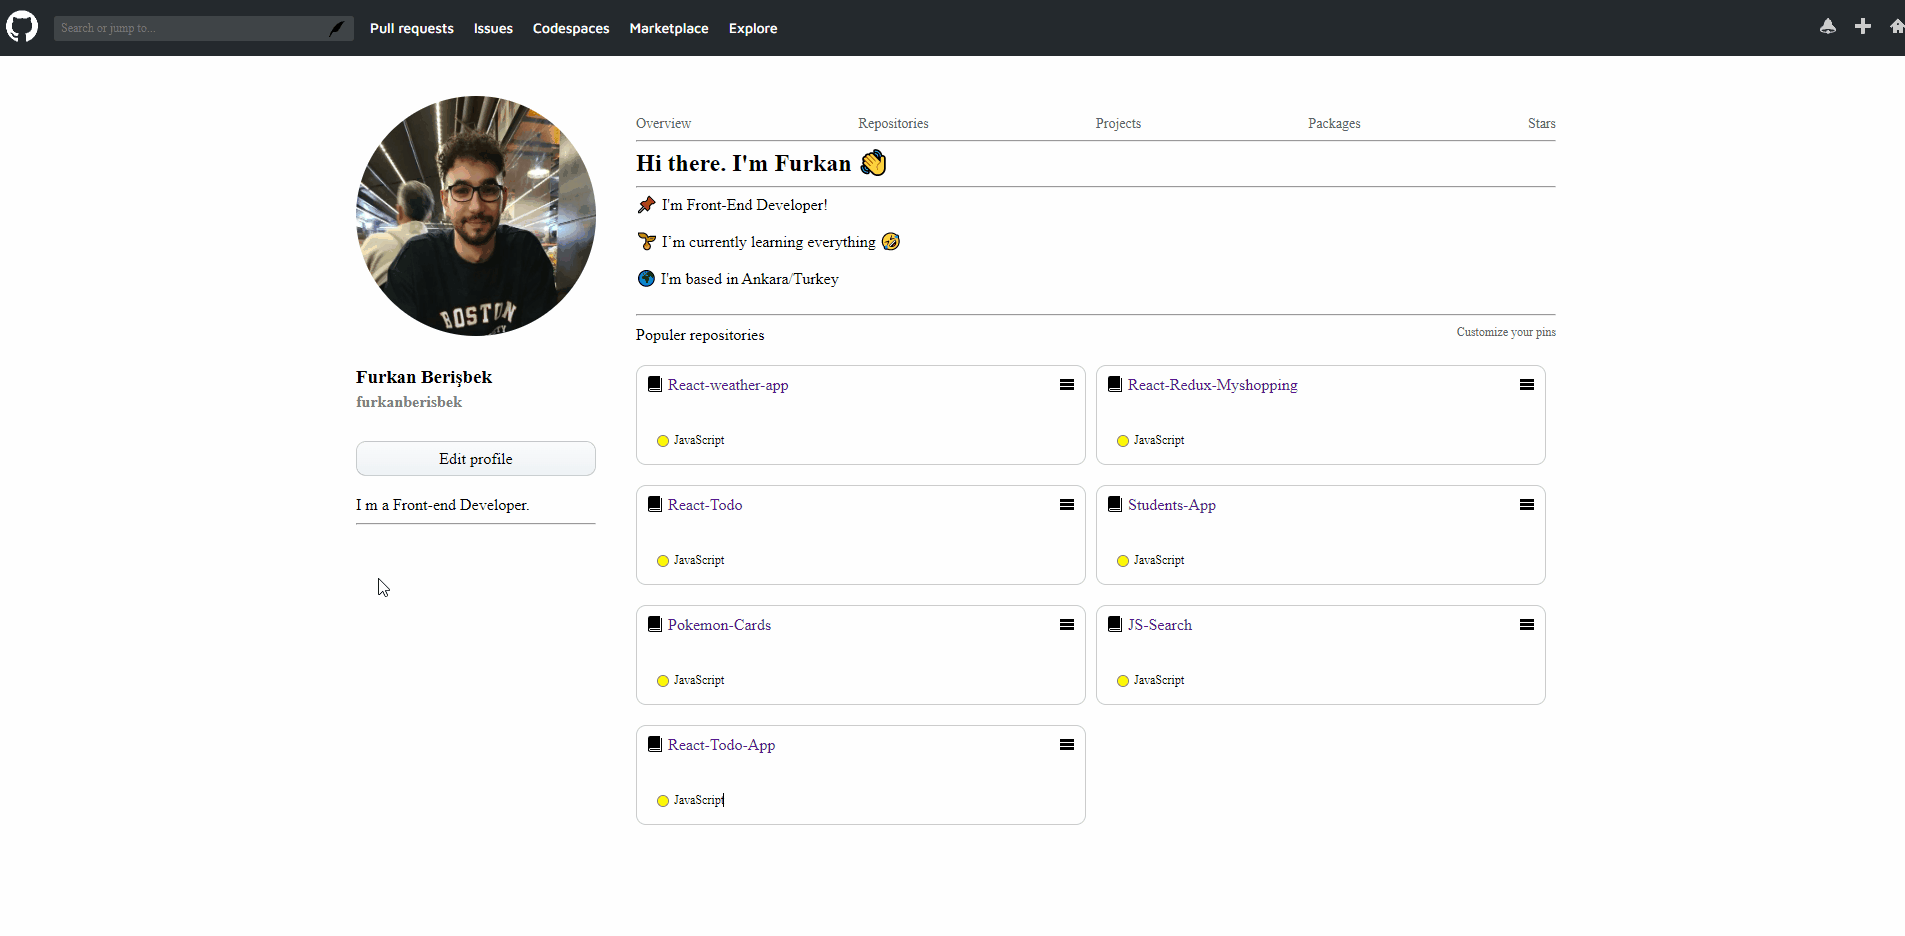 Search or jump to...
Pull requests Issues Codespaces Marketplace Explore
BOSTON
Furkan Berişbek
furkanberisbek
Edit profile
I m a Front-end Developer.
Overview Repositories Projects Packages Stars
Hi there. I'm Furkan 👋
📌 I'm Front-End Developer!
I'm currently learning everything 🤣
🌍 I'm based in Ankara/Turkey
Populer repositories
Customize your pins
React-weather-app
JavaScript
React-Redux-Myshopping
JavaScript
React-Todo
JavaScript
Students-App
JavaScript
Pokemon-Cards
JavaScript
JS-Search
JavaScript
React-Todo-App
JavaScript